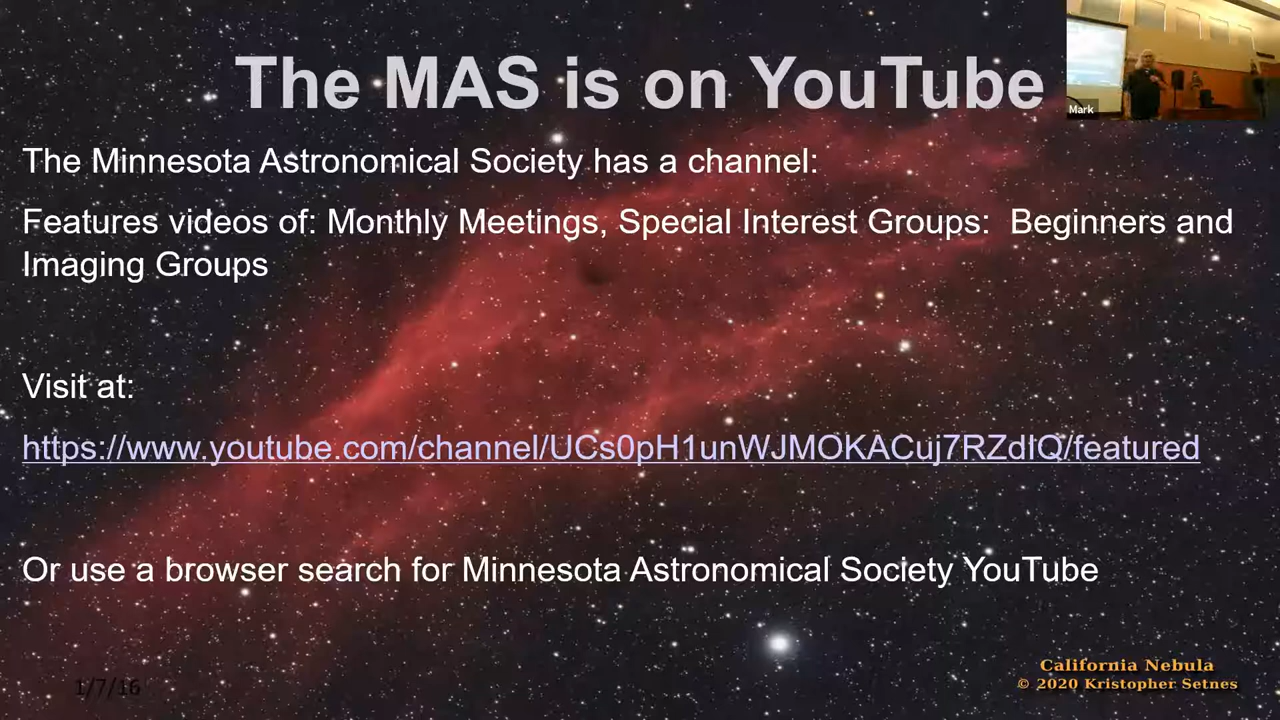 The MAS is on YouTube
Mark
The Minnesota Astronomical Society has a channel:
Features videos of: Monthly Meetings, Special Interest Groups:  Beginners and
Imaging Groups
Visit at:
https://www.youtube.com/channel/UCs0pH1unWJMOKACuj7RZdIQ/featured
Or use a browser search for Minnesota Astronomical Society YouTube
California Nebula
© 2020 Kristopher Setnes
1/7/16